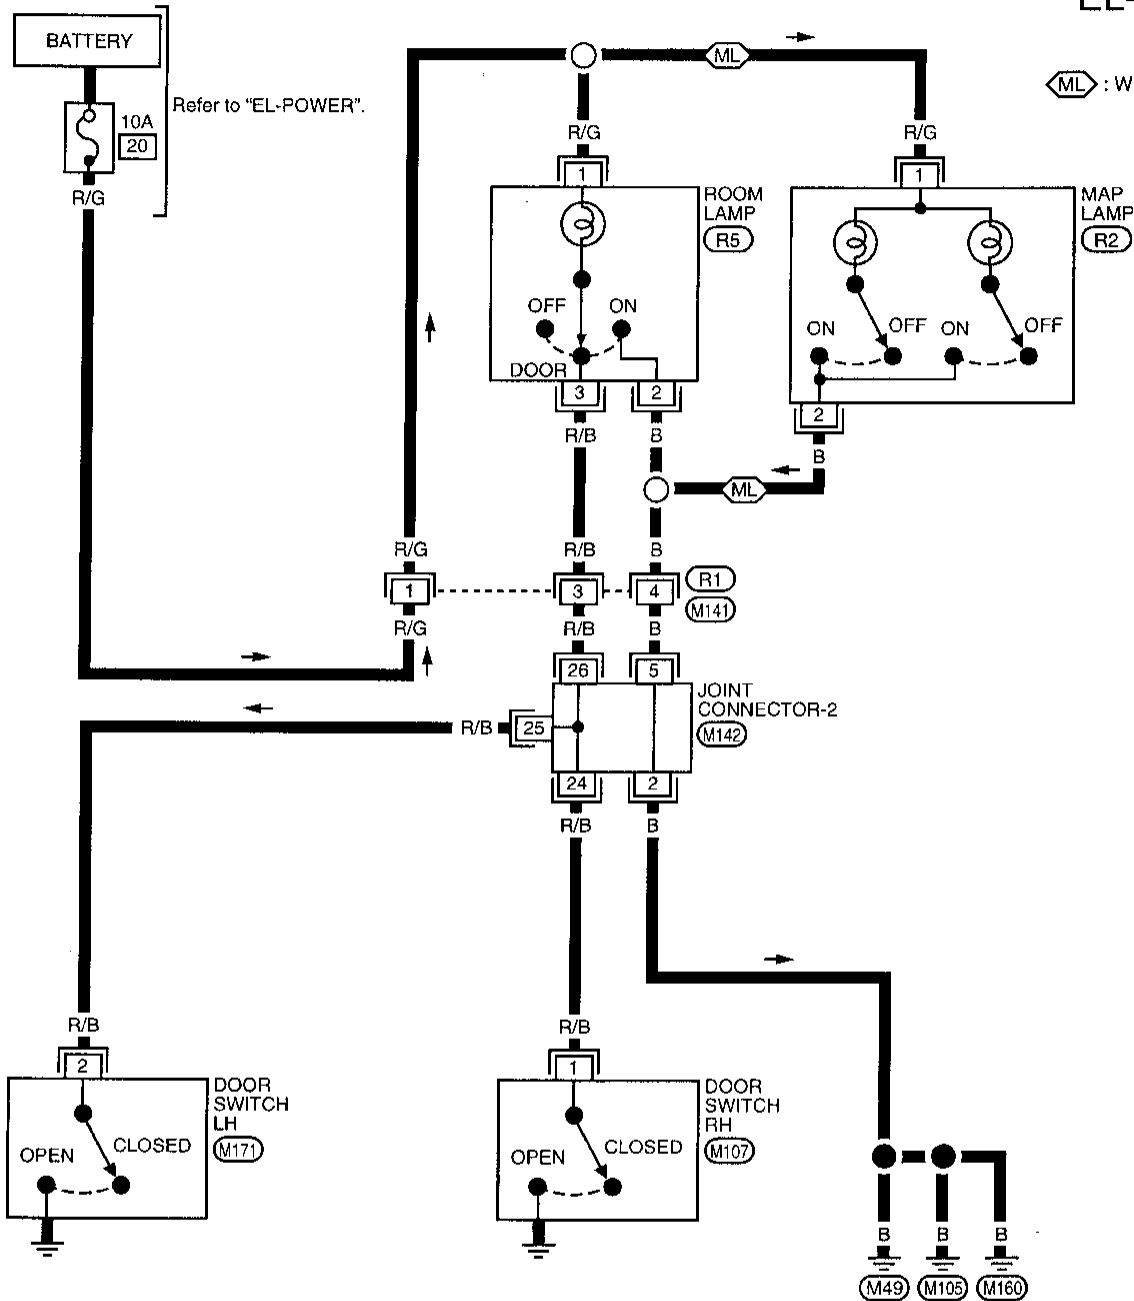 EL-
BATTERY
Refer to "EL-POWER".
10A
20
R/G
ML
ML : W
R/G
R/G
1
1
ROOM
LAMP
R5
MAP
LAMP
R2
OFF
ON
DOOR
ON
OFF
ON
OFF
3
2
2
R/B
B
B
ML
R/G
R/B
B
1
3
4
R1
M141
R/G
R/B
B
26
5
JOINT
CONNECTOR-2
M142
R/B
25
24
2
R/B
B
R/B
R/B
2
1
DOOR
SWITCH
LH
M171
OPEN
CLOSED
DOOR
SWITCH
RH
M107
OPEN
CLOSED
B
B
B
M49
M105
M160